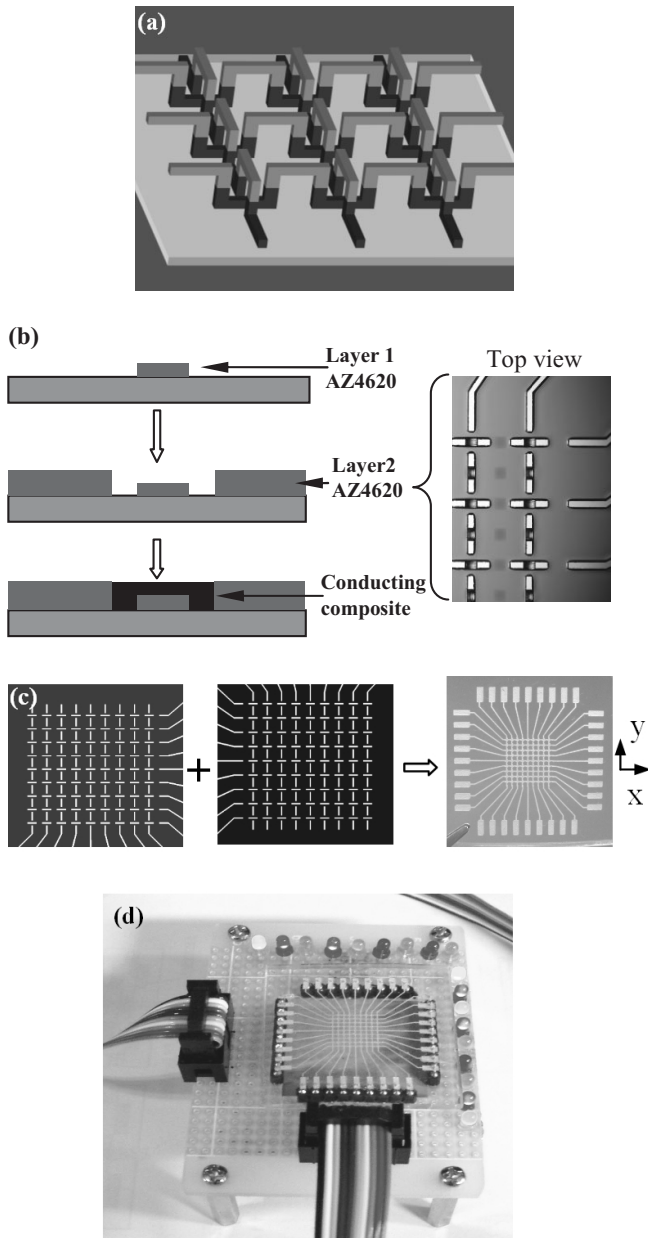 (a)
(b)
Layer 1
AZ4620
Top view
Layer2
AZ4620
Conducting
composite
(c)
+
y
x
(d)